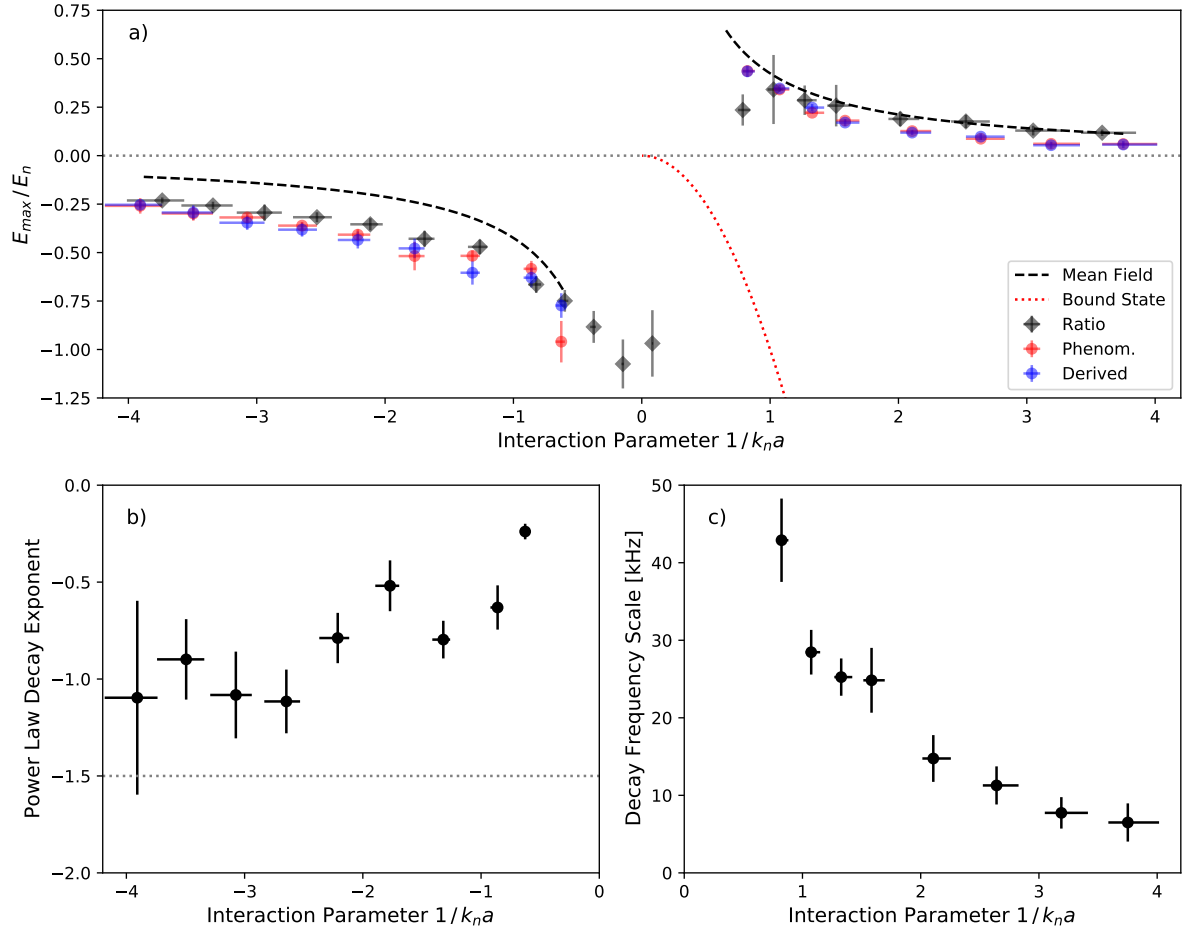 a)
0.75
0.50
0.25
0.00
−0.25
−0.50
−0.75
−1.00
−1.25
E_max/E_n
−4 −3 −2 −1 0 1 2 3 4
Interaction Parameter 1/k_n a
Mean Field
Bound State
Ratio
Phenom.
Derived
b)
0.0
−0.5
−1.0
−1.5
−2.0
Power Law Decay Exponent
−4 −3 −2 −1 0
Interaction Parameter 1/k_n a
c)
50
40
30
20
10
0
Decay Frequency Scale [kHz]
0 1 2 3 4
Interaction Parameter 1/k_n a